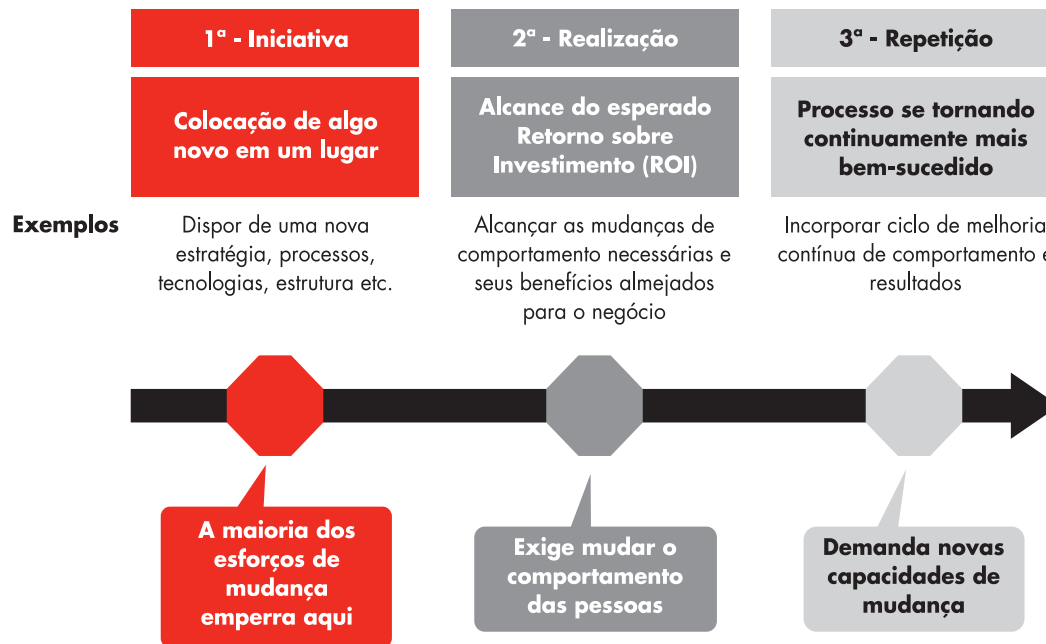 1ª - Iniciativa
2ª - Realização
3ª - Repetição
Colocação de algo
novo em um lugar
Alcance do esperado
Retorno sobre
Investimento (ROI)
Processo se tornando
continuamente mais
bem-sucedido
Exemplos
Dispor de uma nova
estratégia, processos,
tecnologias, estrutura etc.
Alcançar as mudanças de
comportamento necessárias e
seus benefícios almejados
para o negócio
Incorporar ciclo de melhoria
contínua de comportamento e
resultados
A maioria dos
esforços de
mudança
emperra aqui
Exige mudar o
comportamento
das pessoas
Demanda novas
capacidades de
mudança